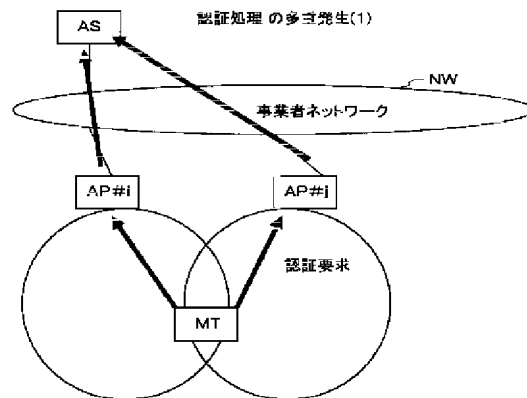 認証処理の多重発生(1)
AS
NW
事業者ネットワーク
AP#i
AP#j
認証要求
MT